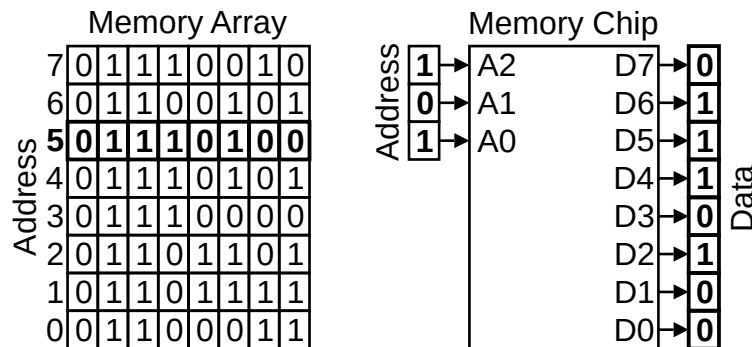 Memory Array
Address
7 0 1 1 1 0 0 1 0
6 0 1 1 0 0 1 0 1
5 0 1 1 1 0 1 0 0
4 0 1 1 1 0 1 0 1
3 0 1 1 1 0 0 0 0
2 0 1 1 0 1 1 0 1
1 0 1 1 0 1 1 1 1
0 0 1 1 0 0 0 1 1
Memory Chip
Address
1 A2 D7 0
0 A1 D6 1
1 A0 D5 1
D4 1
D3 0
D2 1
D1 0
D0 0
Data